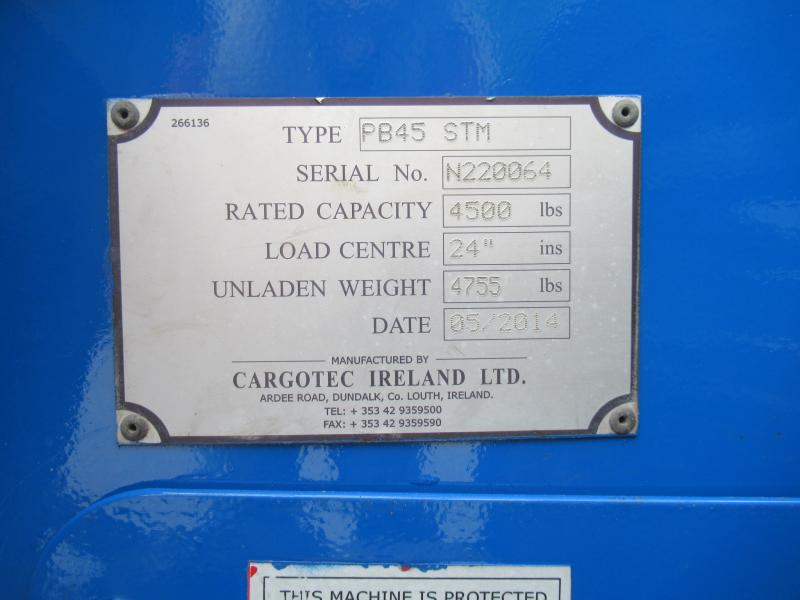 266136
TYPE PB45 STM
SERIAL No. N220064
RATED CAPACITY 4500 lbs
LOAD CENTRE 24" ins
UNLADEN WEIGHT 4755 lbs
DATE 05/2014
MANUFACTURED BY
CARGOTEC IRELAND LTD.
ARDEE ROAD, DUNDALK, Co. LOUTH, IRELAND.
TEL: + 353 42 9359500
FAX: + 353 42 9359590
THIS MACHINE IS PROTECTED